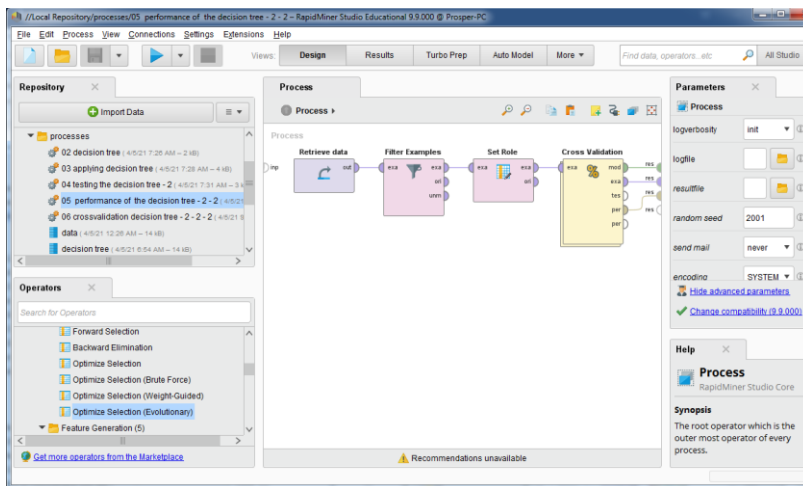 //Local Repository/processes/05 performance of the decision tree - 2 - 2 – RapidMiner Studio Educational 9.9.000 @ Prosper-PC
File Edit Process View Connections Settings Extensions Help
Views: Design Results Turbo Prep Auto Model More Find data, operators...etc All Studio
Repository
Import Data
processes
02 decision tree (4/5/21 7:26 AM – 2 kB)
03 applying decision tree (4/5/21 7:28 AM – 4 kB)
04 testing the decision tree - 2 (4/5/21 7:31 AM – 3 k
05 performance of the decision tree - 2 - 2 (4/5/21
06 crossvalidation decision tree - 2 - 2 - 2 (4/5/21 9
data (4/5/21 12:28 AM – 14 kB)
decision tree (4/5/21 6:54 AM – 14 kB)
Operators
Search for Operators
Forward Selection
Backward Elimination
Optimize Selection
Optimize Selection (Brute Force)
Optimize Selection (Weight-Guided)
Optimize Selection (Evolutionary)
Feature Generation (5)
Get more operators from the Marketplace
Process
Process
Process
Retrieve data Filter Examples Set Role Cross Validation
inp out exa exa exa exa exa mod res
ori ori exa res
unm tes res
per res
per
Recommendations unavailable
Parameters
Process
logverbosity init
logfile
resultfile
random seed 2001
send mail never
encoding SYSTEM
Hide advanced parameters
Change compatibility (9.9.000)
Help
Process
RapidMiner Studio Core
Synopsis
The root operator which is the
outer most operator of every
process.